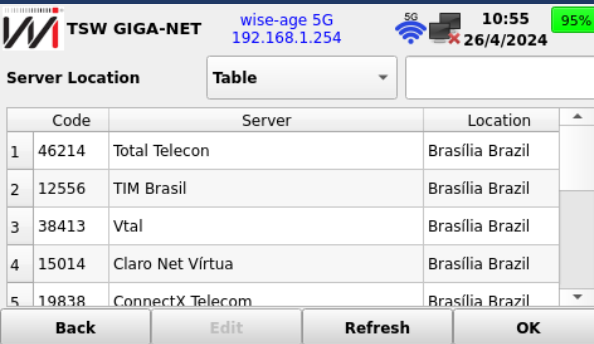 TSW GIGA-NET
wise-age 5G
192.168.1.254
5G
10:55
26/4/2024
95%
Server Location
Table
Code Server Location
1 46214 Total Telecon Brasília Brazil
2 12556 TIM Brasil Brasília Brazil
3 38413 Vtal Brasília Brazil
4 15014 Claro Net Vírtua Brasília Brazil
5 19838 ConnectX Telecom Brasília Brazil
Back Edit Refresh OK